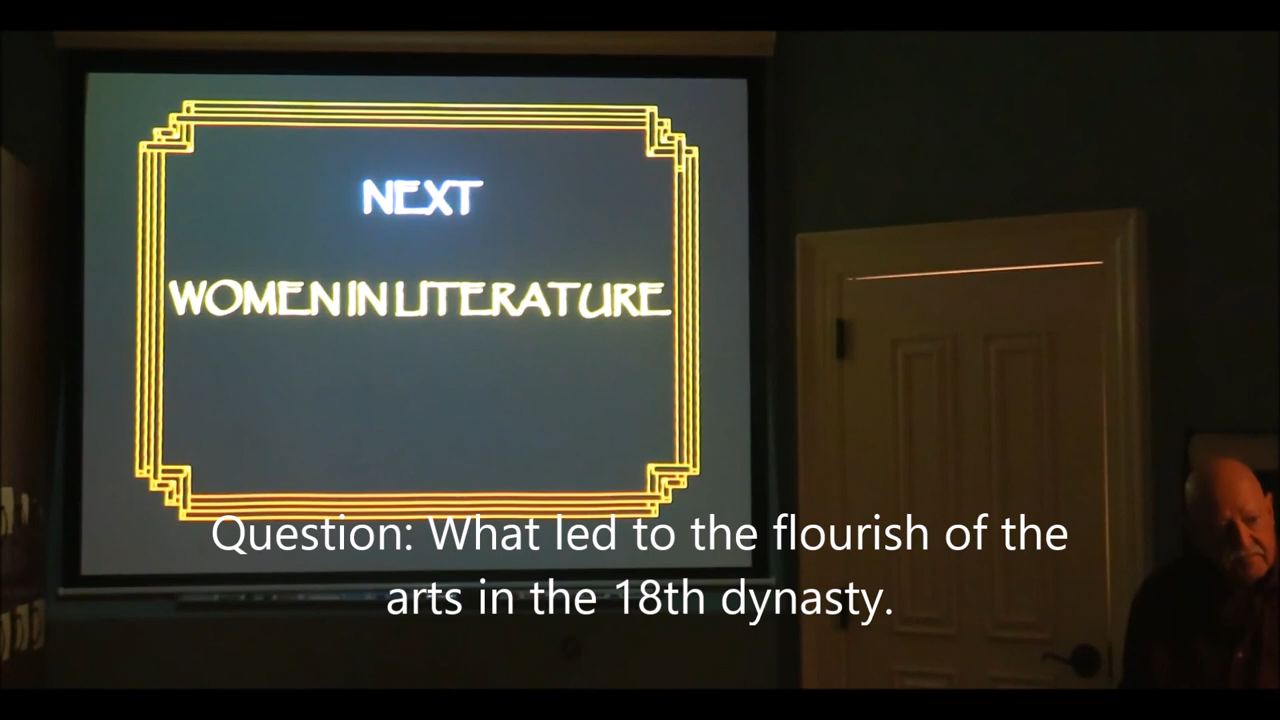 NEXT
WOMEN IN LITERATURE
Question: What led to the flourish of the
arts in the 18th dynasty.